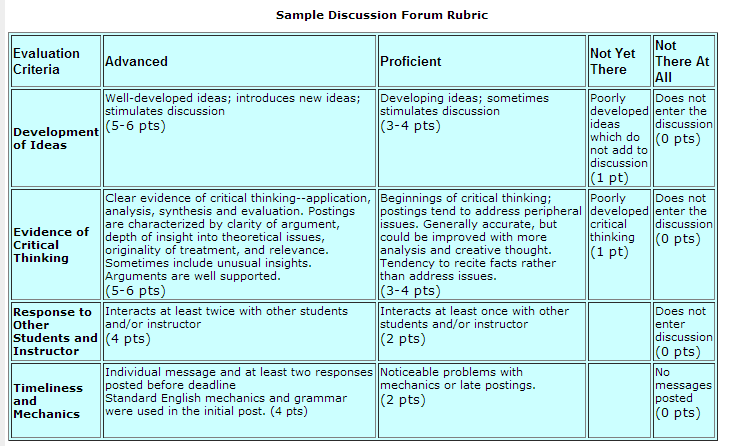 Sample Discussion Forum Rubric
Evaluation
Criteria
Advanced
Proficient
Not Yet
There
Not
There At
All
Development
of Ideas
Well-developed ideas; introduces new ideas;
stimulates discussion
(5-6 pts)
Developing ideas; sometimes
stimulates discussion
(3-4 pts)
Poorly
developed
ideas
which do
not add to
discussion
(1 pt)
Does not
enter the
discussion
(0 pts)
Evidence of
Critical
Thinking
Clear evidence of critical thinking--application,
analysis, synthesis and evaluation. Postings
are characterized by clarity of argument,
depth of insight into theoretical issues,
originality of treatment, and relevance.
Sometimes include unusual insights.
Arguments are well supported.
(5-6 pts)
Beginnings of critical thinking;
postings tend to address peripheral
issues. Generally accurate, but
could be improved with more
analysis and creative thought.
Tendency to recite facts rather
than address issues.
(3-4 pts)
Poorly
developed
critical
thinking
(1 pt)
Does not
enter the
discussion
(0 pts)
Response to
Other
Students and
Instructor
Interacts at least twice with other students
and/or instructor
(4 pts)
Interacts at least once with other
students and/or instructor
(2 pts)
Does not
enter
discussion
(0 pts)
Timeliness
and
Mechanics
Individual message and at least two responses
posted before deadline
Standard English mechanics and grammar
were used in the initial post. (4 pts)
Noticeable problems with
mechanics or late postings.
(2 pts)
No
messages
posted
(0 pts)